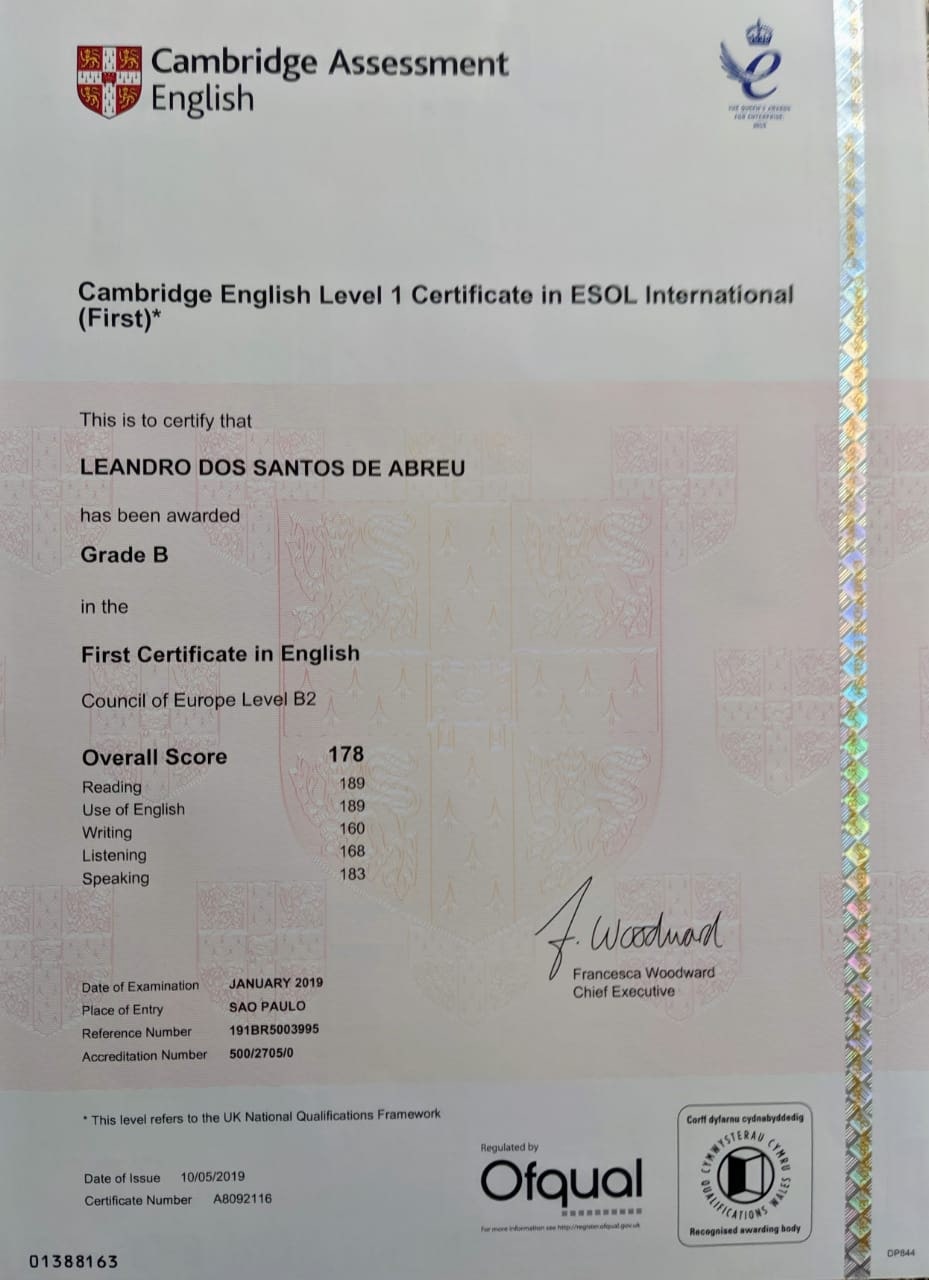 Cambridge Assessment
English
THE QUEEN'S AWARDS
FOR ENTERPRISE:
Cambridge English Level 1 Certificate in ESOL International
(First)*
This is to certify that
LEANDRO DOS SANTOS DE ABREU
has been awarded
Grade B
in the
First Certificate in English
Council of Europe Level B2
Overall Score 178
Reading 189
Use of English 189
Writing 160
Listening 168
Speaking 183
F. Woodward
Francesca Woodward
Chief Executive
Date of Examination JANUARY 2019
Place of Entry SAO PAULO
Reference Number 191BR5003995
Accreditation Number 500/2705/0
* This level refers to the UK National Qualifications Framework
Date of Issue 10/05/2019
Certificate Number A8092116
Regulated by
Ofqual
For more information see http://register.ofqual.gov.uk
Corff dyfarnu cydnabyddedig
CYMWYSTERAU CYMRU
QUALIFICATIONS WALES
Recognised awarding body
01388163
DP844